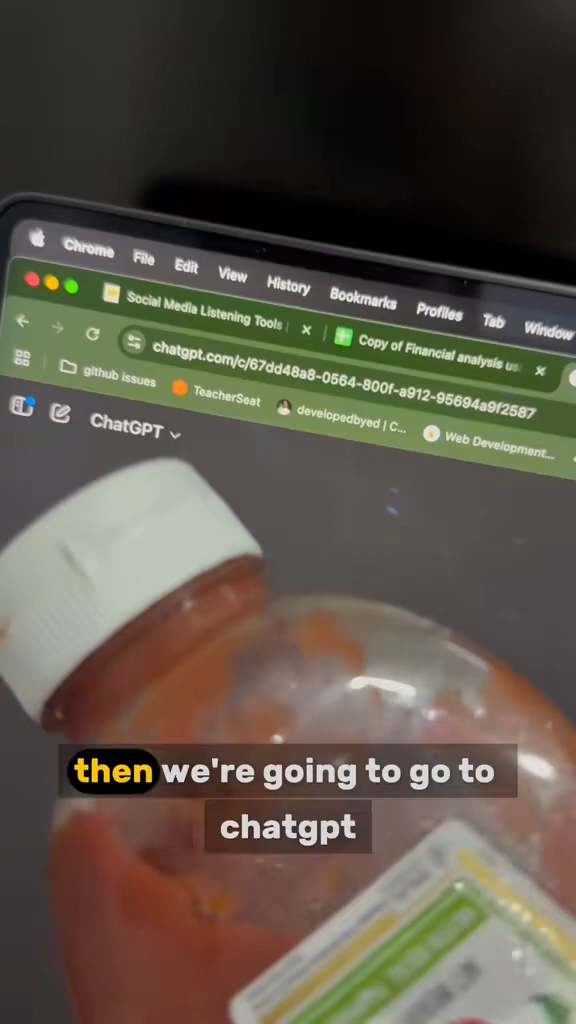 Chrome File Edit View History Bookmarks Profiles Tab Window
Social Media Listening Tools
Copy of Financial analysis us
chatgpt.com/c/67dd48a8-0564-800f-a912-95694a9f2587
github issues TeacherSeat developedbyed | C... Web Development...
ChatGPT
then we're going to go to
chatgpt